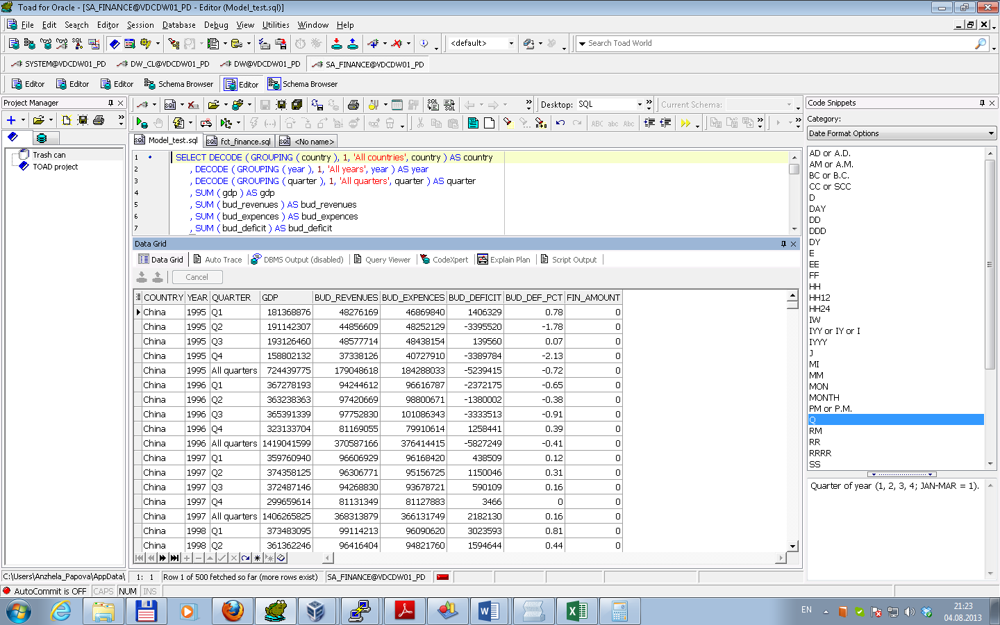 Toad for Oracle - [SA_FINANCE@VDCDW01_PD - Editor (Model_test.sql)]
File Edit Search Editor Session Database Debug View Utilities Window Help
<default> Search Toad World
SYSTEM@VDCDW01_PD DW_CL@VDCDW01_PD DW@VDCDW01_PD SA_FINANCE@VDCDW01_PD
Editor Editor Editor Schema Browser Editor Schema Browser
Project Manager
Trash can
TOAD project
Desktop: SQL Current Schema:
Model_test.sql fct_finance.sql <No name>
1 SELECT DECODE ( GROUPING ( country ), 1, 'All countries', country ) AS country
2 , DECODE ( GROUPING ( year ), 1, 'All years', year ) AS year
3 , DECODE ( GROUPING ( quarter ), 1, 'All quarters', quarter ) AS quarter
4 , SUM ( gdp ) AS gdp
5 , SUM ( bud_revenues ) AS bud_revenues
6 , SUM ( bud_expences ) AS bud_expences
7 , SUM ( bud_deficit ) AS bud_deficit
Data Grid
Data Grid Auto Trace DBMS Output (disabled) Query Viewer CodeXpert Explain Plan Script Output
Cancel
COUNTRY YEAR QUARTER GDP BUD_REVENUES BUD_EXPENCES BUD_DEFICIT BUD_DEF_PCT FIN_AMOUNT
China 1995 Q1 181368876 48276169 46869840 1406329 0.78 0
China 1995 Q2 191142307 44856609 48252129 -3395520 -1.78 0
China 1995 Q3 193126460 48577714 48438154 139560 0.07 0
China 1995 Q4 158802132 37338126 40727910 -3389784 -2.13 0
China 1995 All quarters 724439775 179048618 184288033 -5239415 -0.72 0
China 1996 Q1 367278193 94244612 96616787 -2372175 -0.65 0
China 1996 Q2 363238363 97420669 98800671 -1380002 -0.38 0
China 1996 Q3 365391339 97752830 101086343 -3333513 -0.91 0
China 1996 Q4 323133704 81169055 79910614 1258441 0.39 0
China 1996 All quarters 1419041599 370587166 376414415 -5827249 -0.41 0
China 1997 Q1 359760940 96606929 96168420 438509 0.12 0
China 1997 Q2 374358125 96306771 95156725 1150046 0.31 0
China 1997 Q3 372487146 94268830 93678721 590109 0.16 0
China 1997 Q4 299659614 81131349 81127883 3466 0 0
China 1997 All quarters 1406265825 368313879 366131749 2182130 0.16 0
China 1998 Q1 373483095 99114213 96090620 3023593 0.81 0
China 1998 Q2 361362246 96416404 94821760 1594644 0.44 0
Code Snippets
Category:
Date Format Options
AD or A.D.
AM or A.M.
BC or B.C.
CC or SCC
D
DAY
DD
DDD
DY
E
EE
FF
HH
HH12
HH24
IW
IYY or IY or I
IYYY
J
MI
MM
MON
MONTH
PM or P.M.
Q
RM
RR
RRRR
SS
Quarter of year (1, 2, 3, 4; JAN-MAR = 1).
C:\Users\Anzhela_Papova\AppData\ 1: 1 Row 1 of 500 fetched so far (more rows exist) SA_FINANCE@VDCDW01_PD
AutoCommit is OFF CAPS NUM INS
EN 21:23
04.08.2013